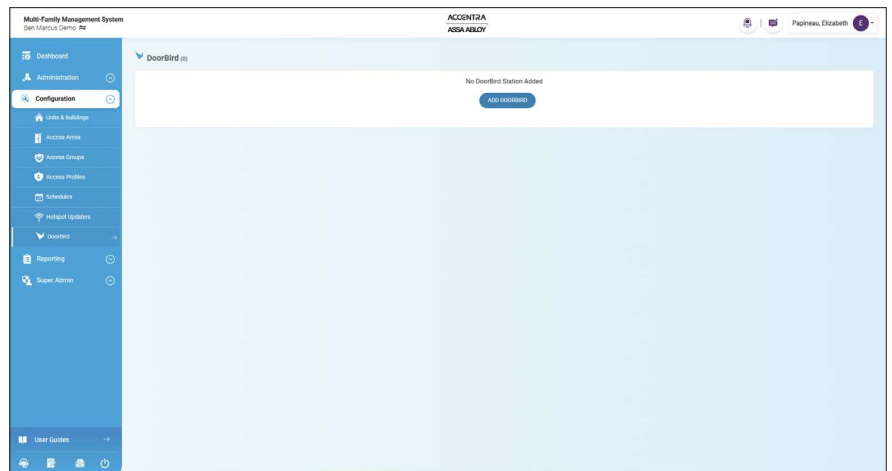 Multi-Family Management System
Ben Marcus Demo
ACCENTRA
ASSA ABLOY
Papineau, Elizabeth
E
Dashboard
Administration
Configuration
Units & Buildings
Access Areas
Access Groups
Access Profiles
Schedules
Hotspot Updaters
DoorBird
Reporting
Super Admin
User Guides
DoorBird (0)
No DoorBird Station Added
ADD DOORBIRD